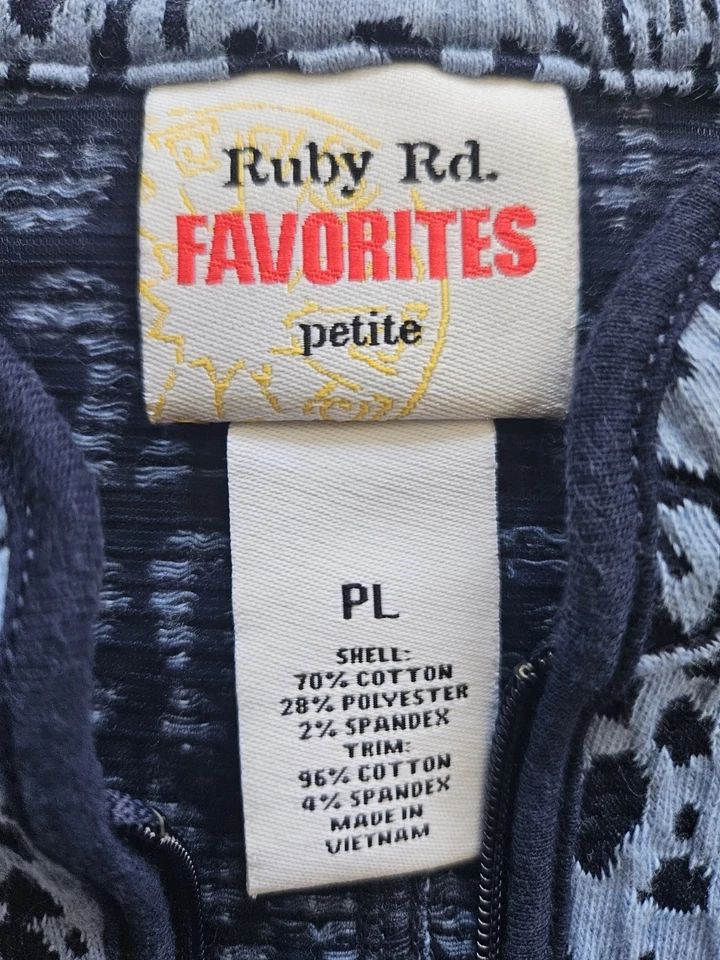 Ruby Rd.
FAVORITES
petite
PL
SHELL:
70% COTTON
28% POLYESTER
2% SPANDEX
TRIM:
96% COTTON
4% SPANDEX
MADE IN
VIETNAM